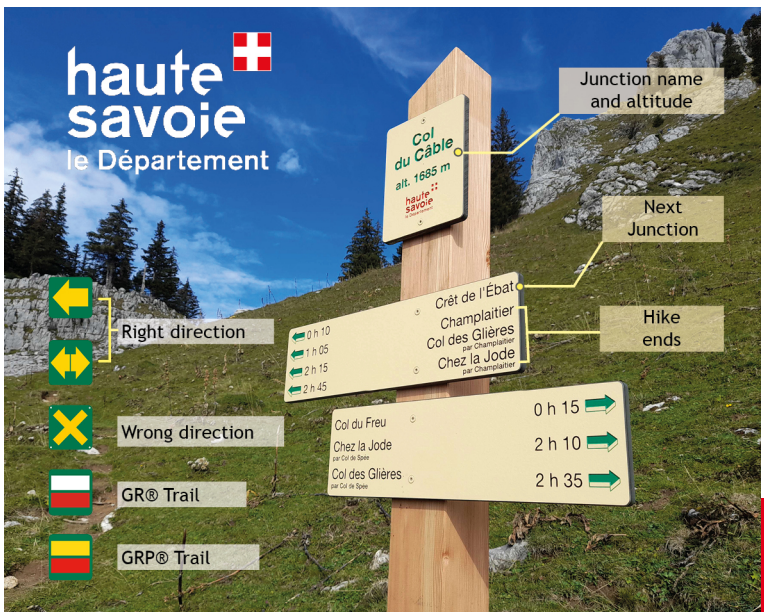 haute
savoie
le Département
Junction name
and altitude
Col
du Câble
alt. 1685 m
haute
savoie
le Département
Next
Junction
Crêt de l'Ébat
Champlaitier
Col des Glières
par Champlaitier
Chez la Jode
par Champlaitier
0 h 10
1 h 05
2 h 15
2 h 45
Hike
ends
Right direction
Col du Freu
0 h 15
Chez la Jode
par Col de Spée
2 h 10
Col des Glières
par Col de Spée
2 h 35
Wrong direction
GR® Trail
GRP® Trail